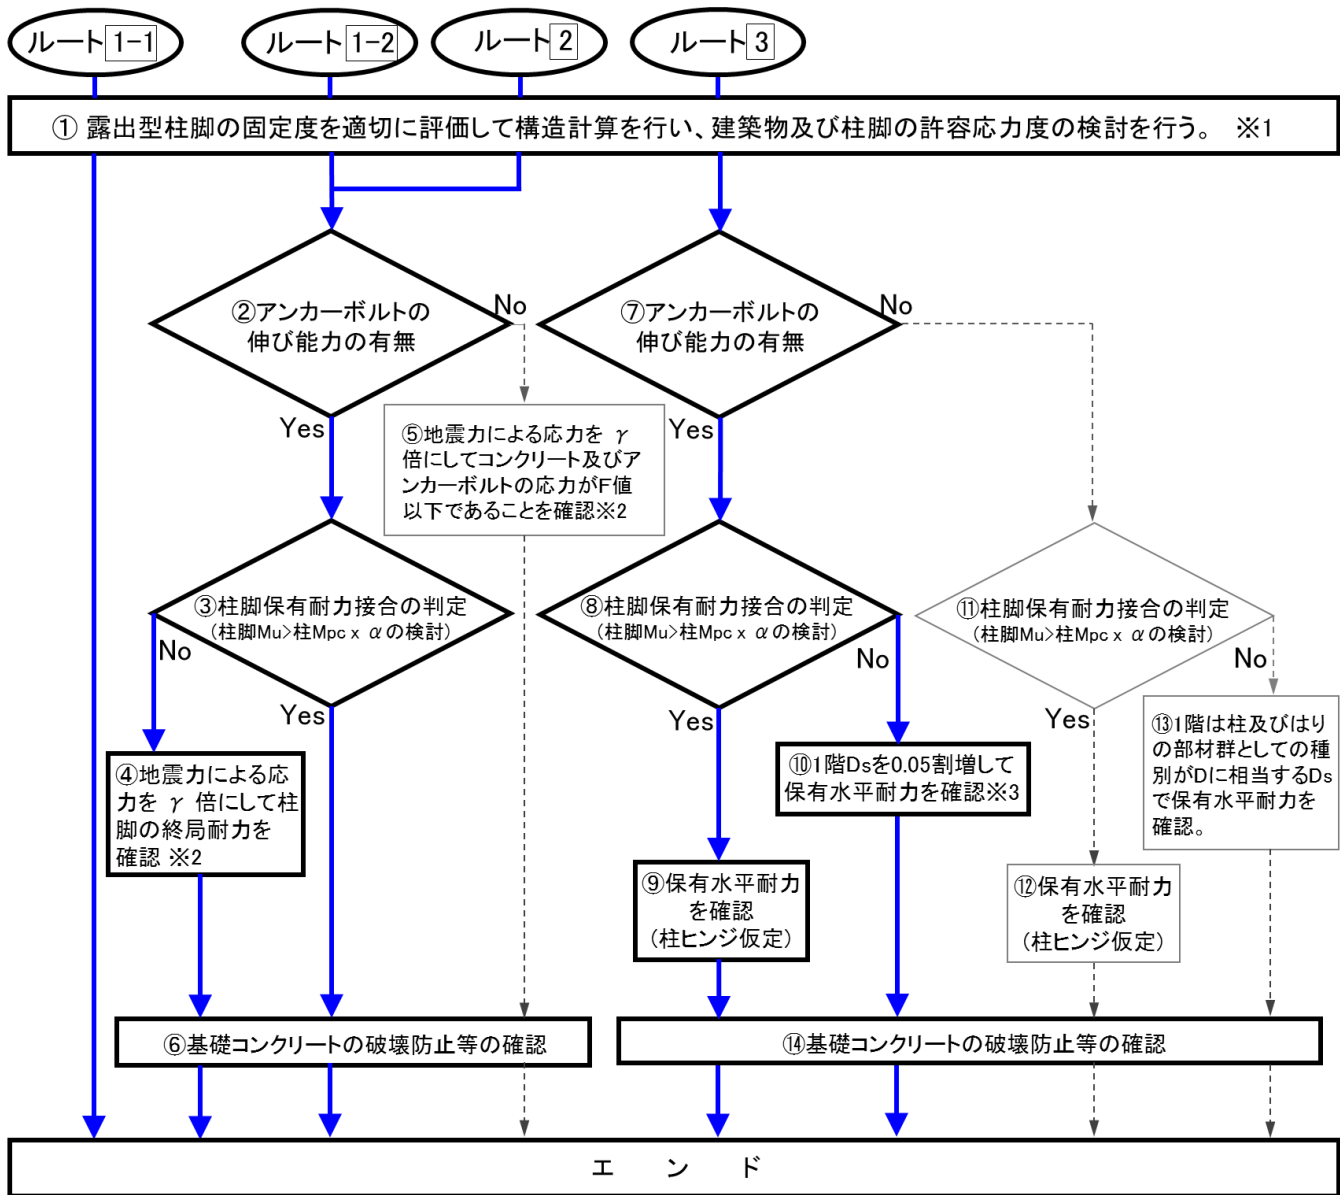 ルート1-1
ルート1-2
ルート2
ルート3
① 露出型柱脚の固定度を適切に評価して構造計算を行い、建築物及び柱脚の許容応力度の検討を行う。 ※1
②アンカーボルトの
伸び能力の有無
No
Yes
⑦アンカーボルトの
伸び能力の有無
No
Yes
⑤地震力による応力を γ
倍にしてコンクリート及びア
ンカーボルトの応力がF値
以下であることを確認※2
③柱脚保有耐力接合の判定
(柱脚Mu>柱Mpc x αの検討)
No
Yes
⑧柱脚保有耐力接合の判定
(柱脚Mu>柱Mpc x αの検討)
No
Yes
⑪柱脚保有耐力接合の判定
(柱脚Mu>柱Mpc x αの検討)
No
Yes
④地震力による応
力を γ 倍にして柱
脚の終局耐力を
確認 ※2
⑩1階Dsを0.05割増して
保有水平耐力を確認※3
⑬1階は柱及びはり
の部材群としての種
別がDに相当するDs
で保有水平耐力を
確認。
⑨保有水平耐力
を確認
(柱ヒンジ仮定)
⑫保有水平耐力
を確認
(柱ヒンジ仮定)
⑥基礎コンクリートの破壊防止等の確認
⑭基礎コンクリートの破壊防止等の確認
エ ン ド